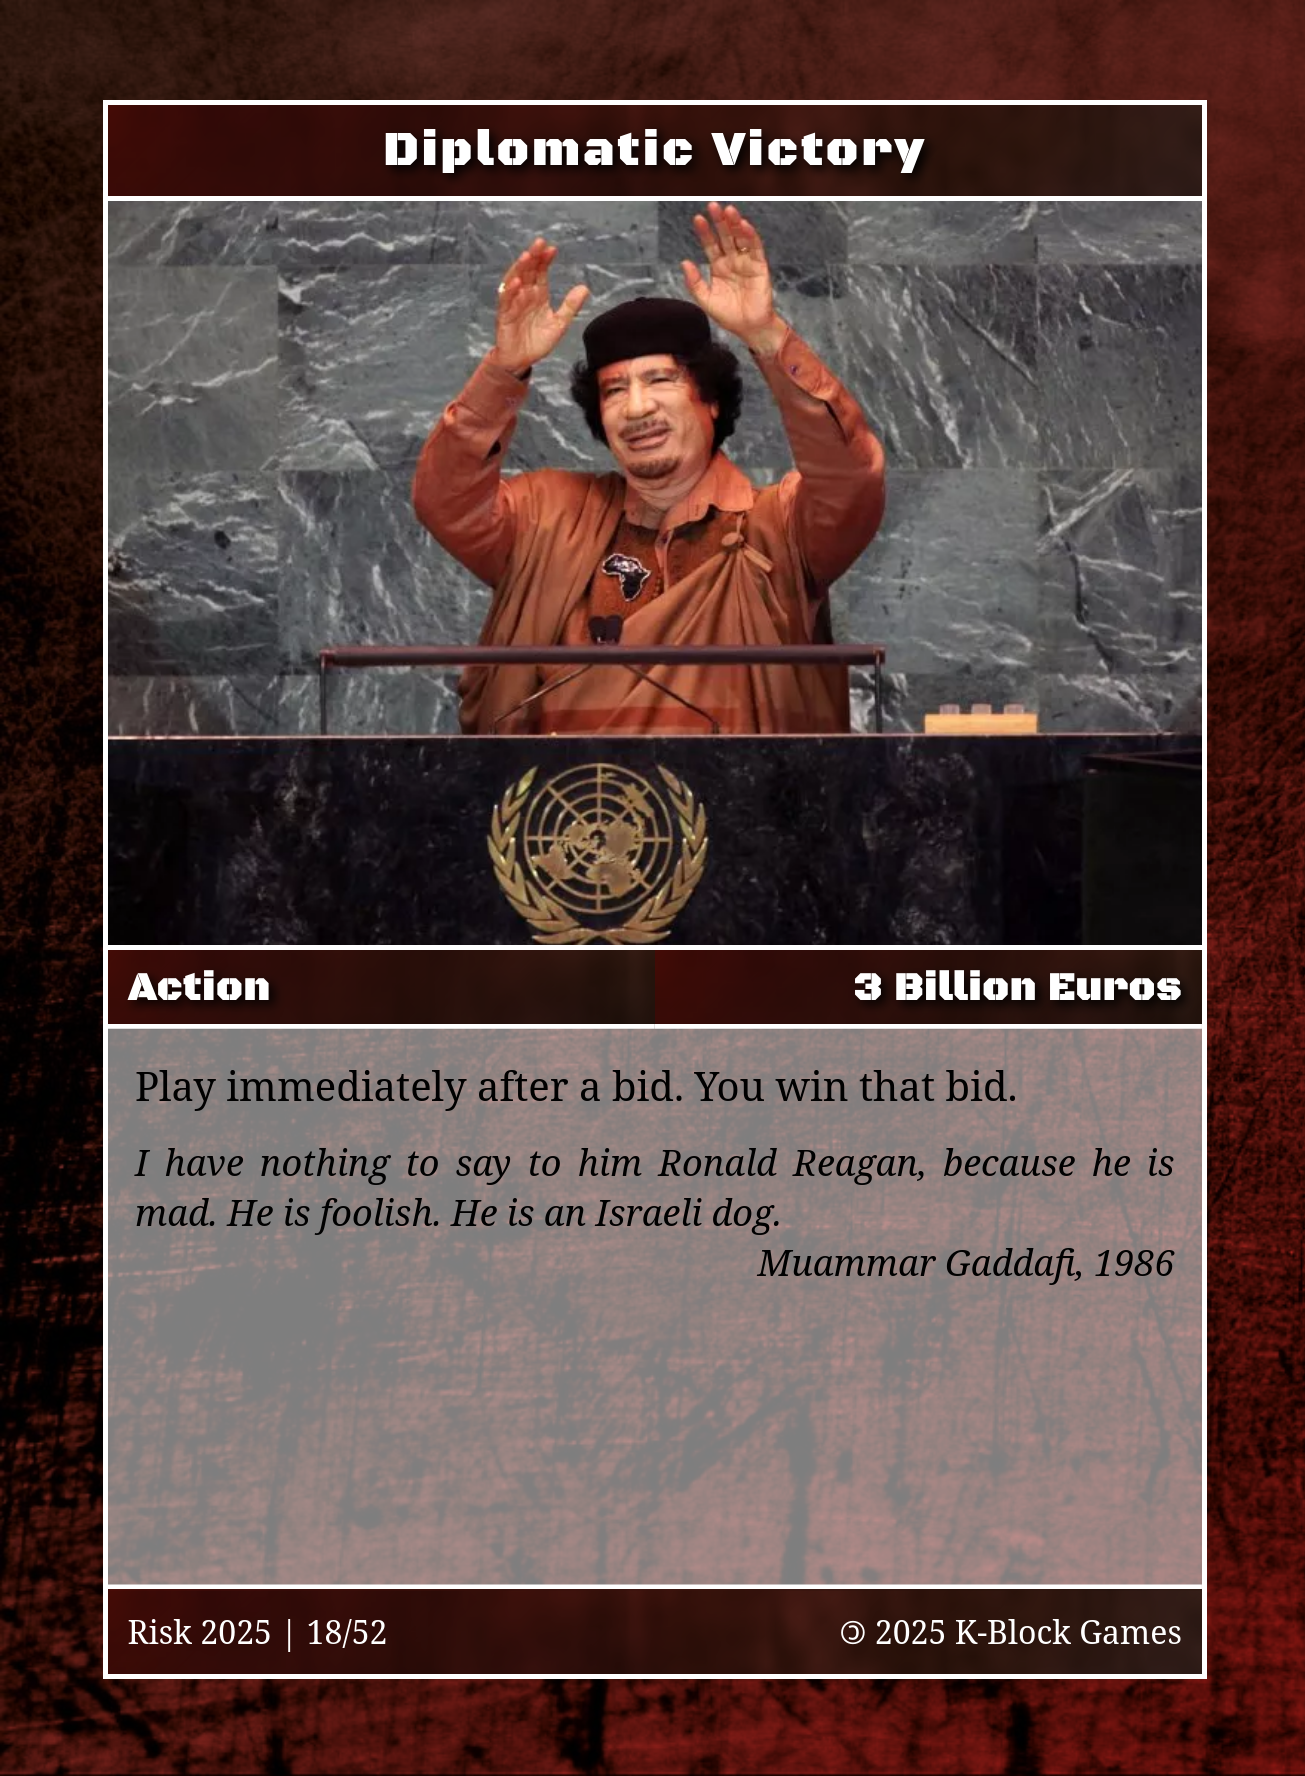 Diplomatic Victory
Action
3 Billion Euros
Play immediately after a bid. You win that bid.
I have nothing to say to him Ronald Reagan, because he is
mad. He is foolish. He is an Israeli dog.
Muammar Gaddafi, 1986
Risk 2025 | 18/52
🄯 2025 K-Block Games